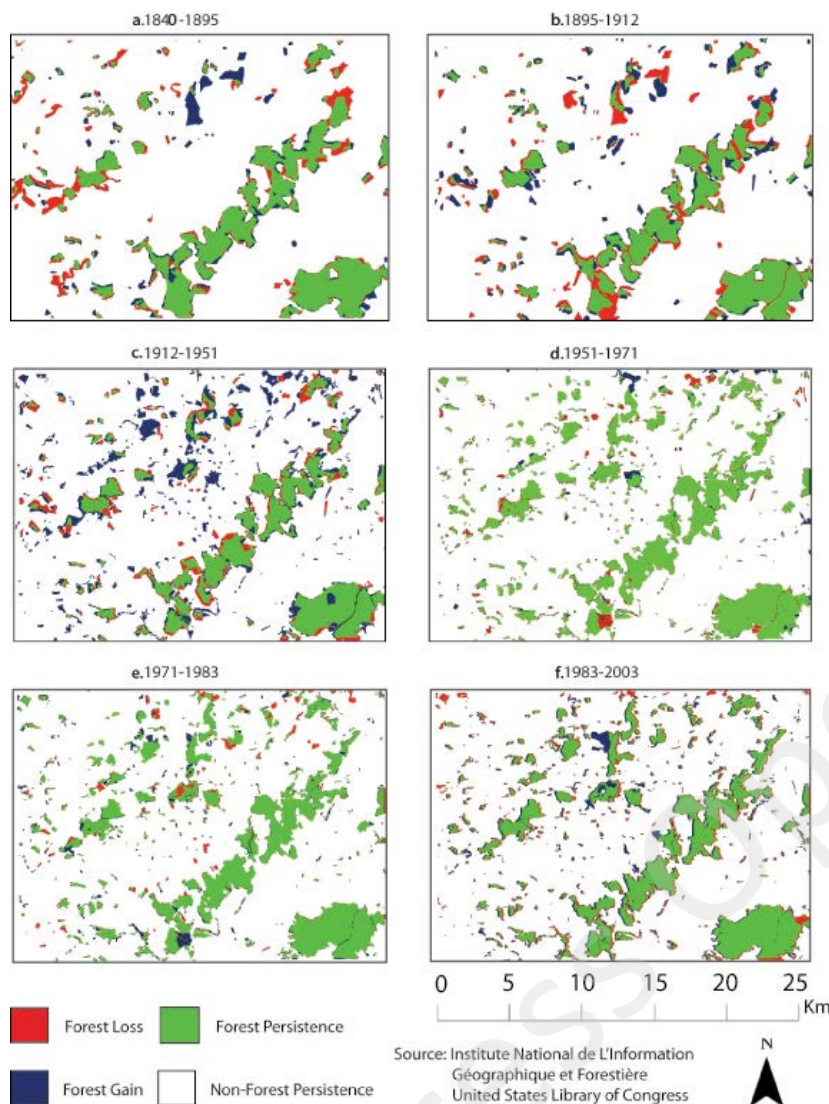 a.1840-1895
b.1895-1912
c.1912-1951
d.1951-1971
e.1971-1983
f.1983-2003
0 5 10 15 20 25
Km
Forest Loss
Forest Persistence
Forest Gain
Non-Forest Persistence
Source: Institute National de L'Information
Géographique et Forestière
United States Library of Congress
N